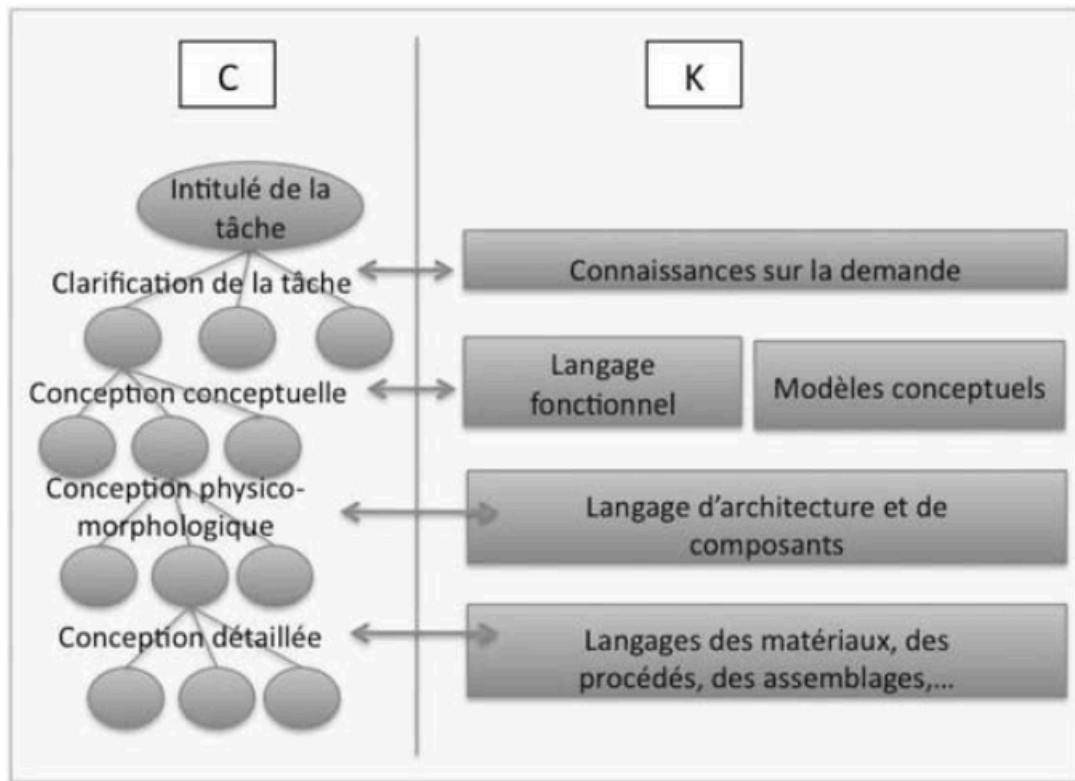 C
K
Intitulé de la
tâche
Clarification de la tâche
Connaissances sur la demande
Conception conceptuelle
Langage
fonctionnel
Modèles conceptuels
Conception physico-
morphologique
Langage d'architecture et de
composants
Conception détaillée
Langages des matériaux, des
procédés, des assemblages,...